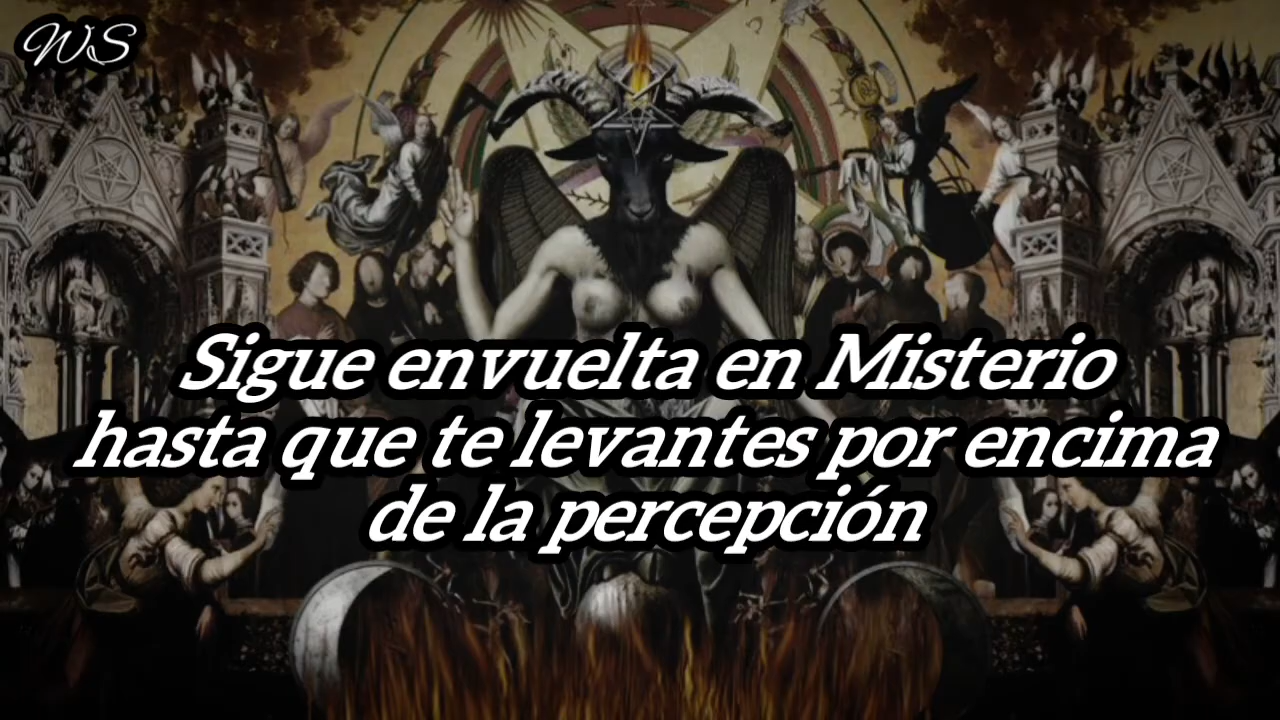 WS
Sigue envuelta en Misterio
hasta que te levantes por encima
de la percepción